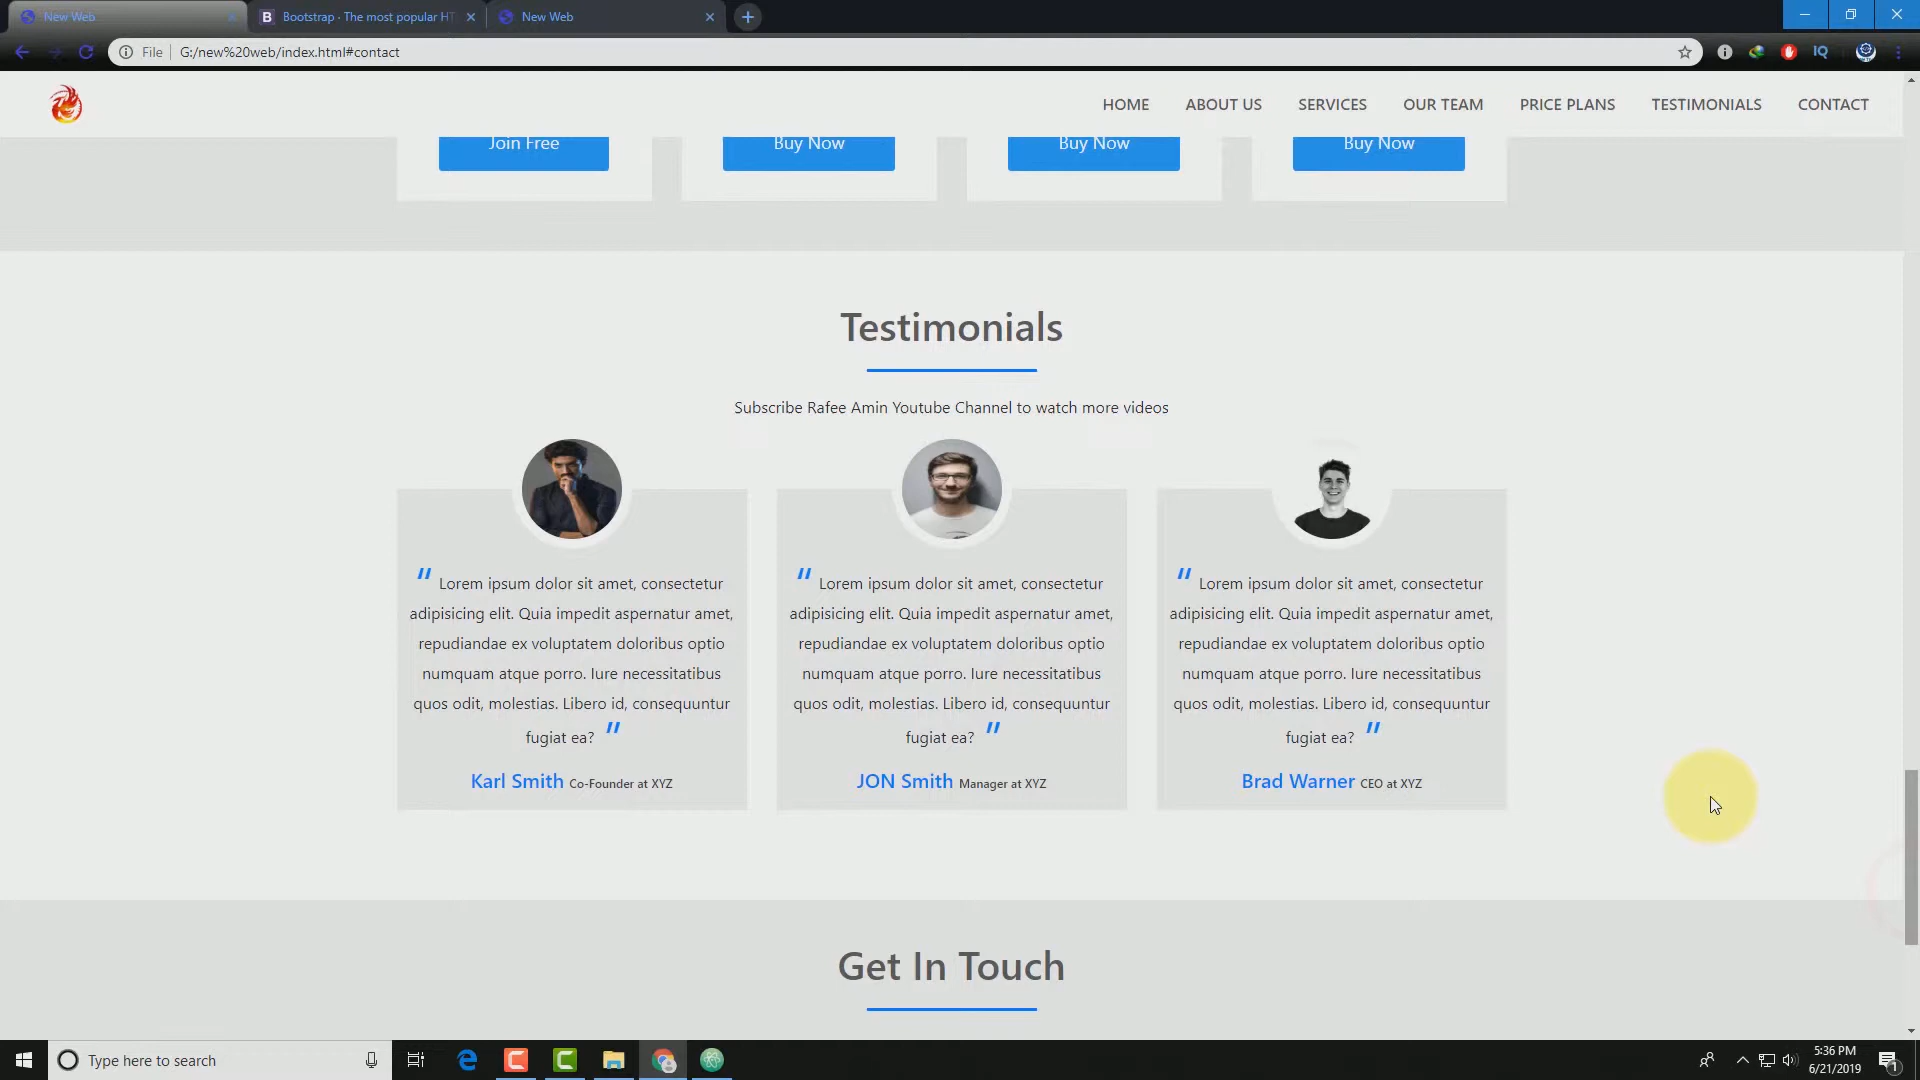 New Web
Bootstrap · The most popular HT
New Web
File
G:/new%20web/index.html#contact
IQ
HOME
ABOUT US
SERVICES
OUR TEAM
PRICE PLANS
TESTIMONIALS
CONTACT
Join Free
Buy Now
Buy Now
Buy Now
Testimonials
Subscribe Rafee Amin Youtube Channel to watch more videos
" Lorem ipsum dolor sit amet, consectetur
adipisicing elit. Quia impedit aspernatur amet,
repudiandae ex voluptatem doloribus optio
numquam atque porro. Iure necessitatibus
quos odit, molestias. Libero id, consequuntur
fugiat ea? "
Karl Smith Co-Founder at XYZ
" Lorem ipsum dolor sit amet, consectetur
adipisicing elit. Quia impedit aspernatur amet,
repudiandae ex voluptatem doloribus optio
numquam atque porro. Iure necessitatibus
quos odit, molestias. Libero id, consequuntur
fugiat ea? "
JON Smith Manager at XYZ
" Lorem ipsum dolor sit amet, consectetur
adipisicing elit. Quia impedit aspernatur amet,
repudiandae ex voluptatem doloribus optio
numquam atque porro. Iure necessitatibus
quos odit, molestias. Libero id, consequuntur
fugiat ea? "
Brad Warner CEO at XYZ
Get In Touch
Type here to search
5:36 PM
6/21/2019
1